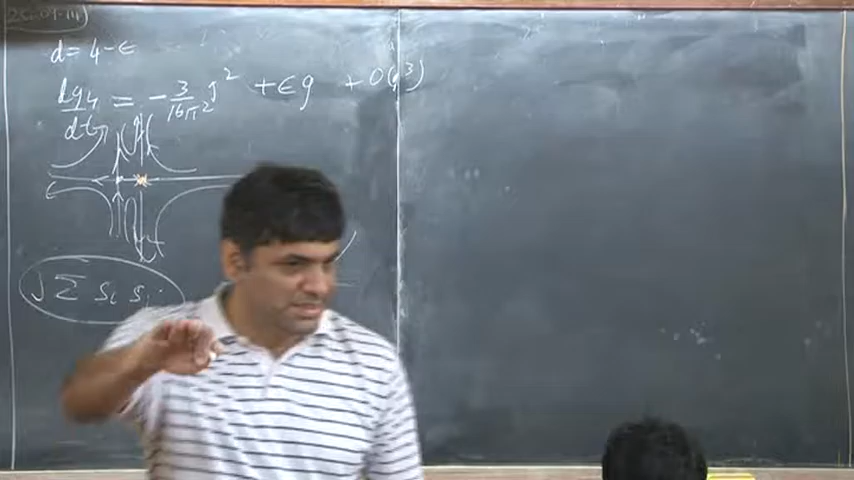 d = 4 - ϵ
dg₄/dt = - 3/16π² g² + ϵg + O(g³)
J Σ sᵢ sⱼ